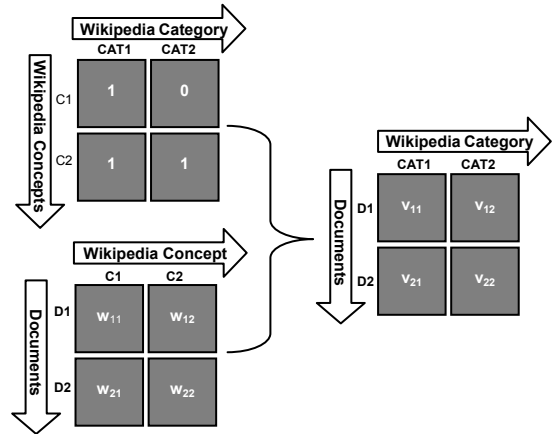 Wikipedia Category
CAT1 CAT2
Wikipedia Concepts
C1 1 0
C2 1 1
Wikipedia Concept
C1 C2
Documents
D1 w11 w12
D2 w21 w22
Wikipedia Category
CAT1 CAT2
Documents
D1 v11 v12
D2 v21 v22